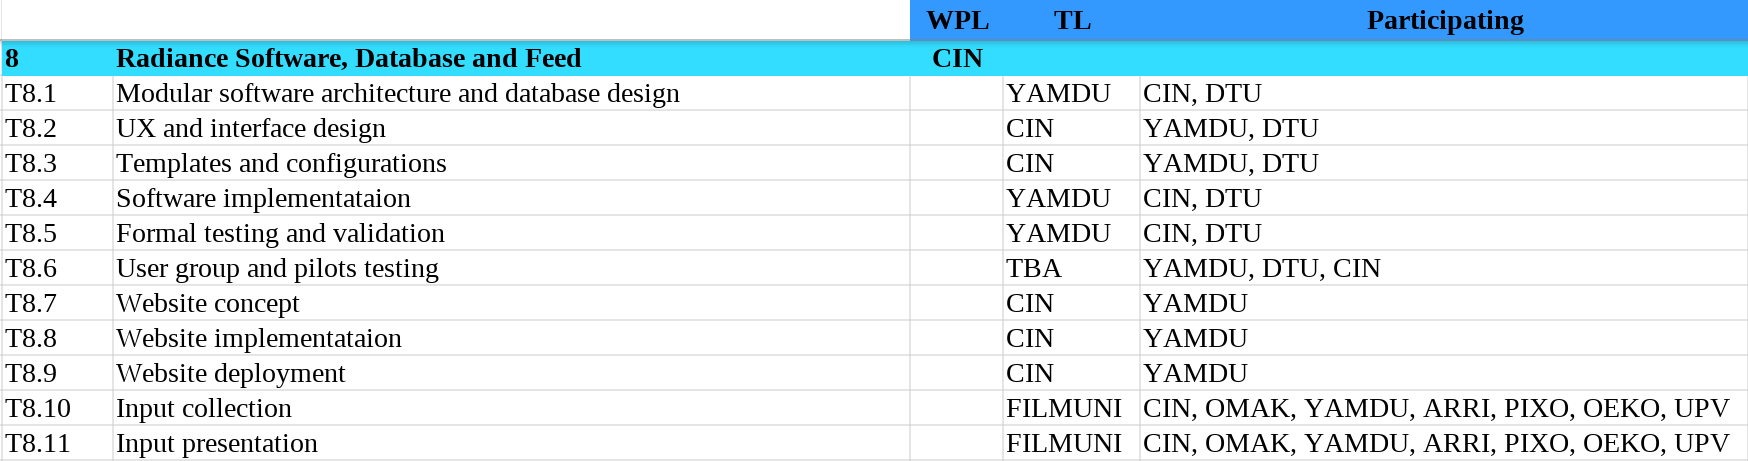 WPL TL Participating
8 Radiance Software, Database and Feed CIN
T8.1 Modular software architecture and database design YAMDU CIN, DTU
T8.2 UX and interface design CIN YAMDU, DTU
T8.3 Templates and configurations CIN YAMDU, DTU
T8.4 Software implementataion YAMDU CIN, DTU
T8.5 Formal testing and validation YAMDU CIN, DTU
T8.6 User group and pilots testing TBA YAMDU, DTU, CIN
T8.7 Website concept CIN YAMDU
T8.8 Website implementataion CIN YAMDU
T8.9 Website deployment CIN YAMDU
T8.10 Input collection FILMUNI CIN, OMAK, YAMDU, ARRI, PIXO, OEKO, UPV
T8.11 Input presentation FILMUNI CIN, OMAK, YAMDU, ARRI, PIXO, OEKO, UPV